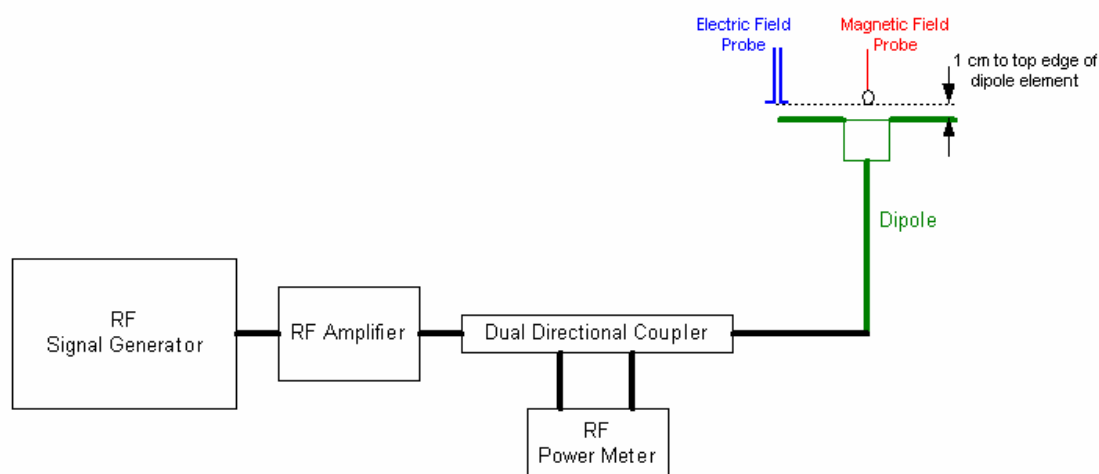 Electric Field
Probe
Magnetic Field
Probe
1 cm to top edge of
dipole element
Dipole
RF
Signal Generator
RF Amplifier
Dual Directional Coupler
RF
Power Meter